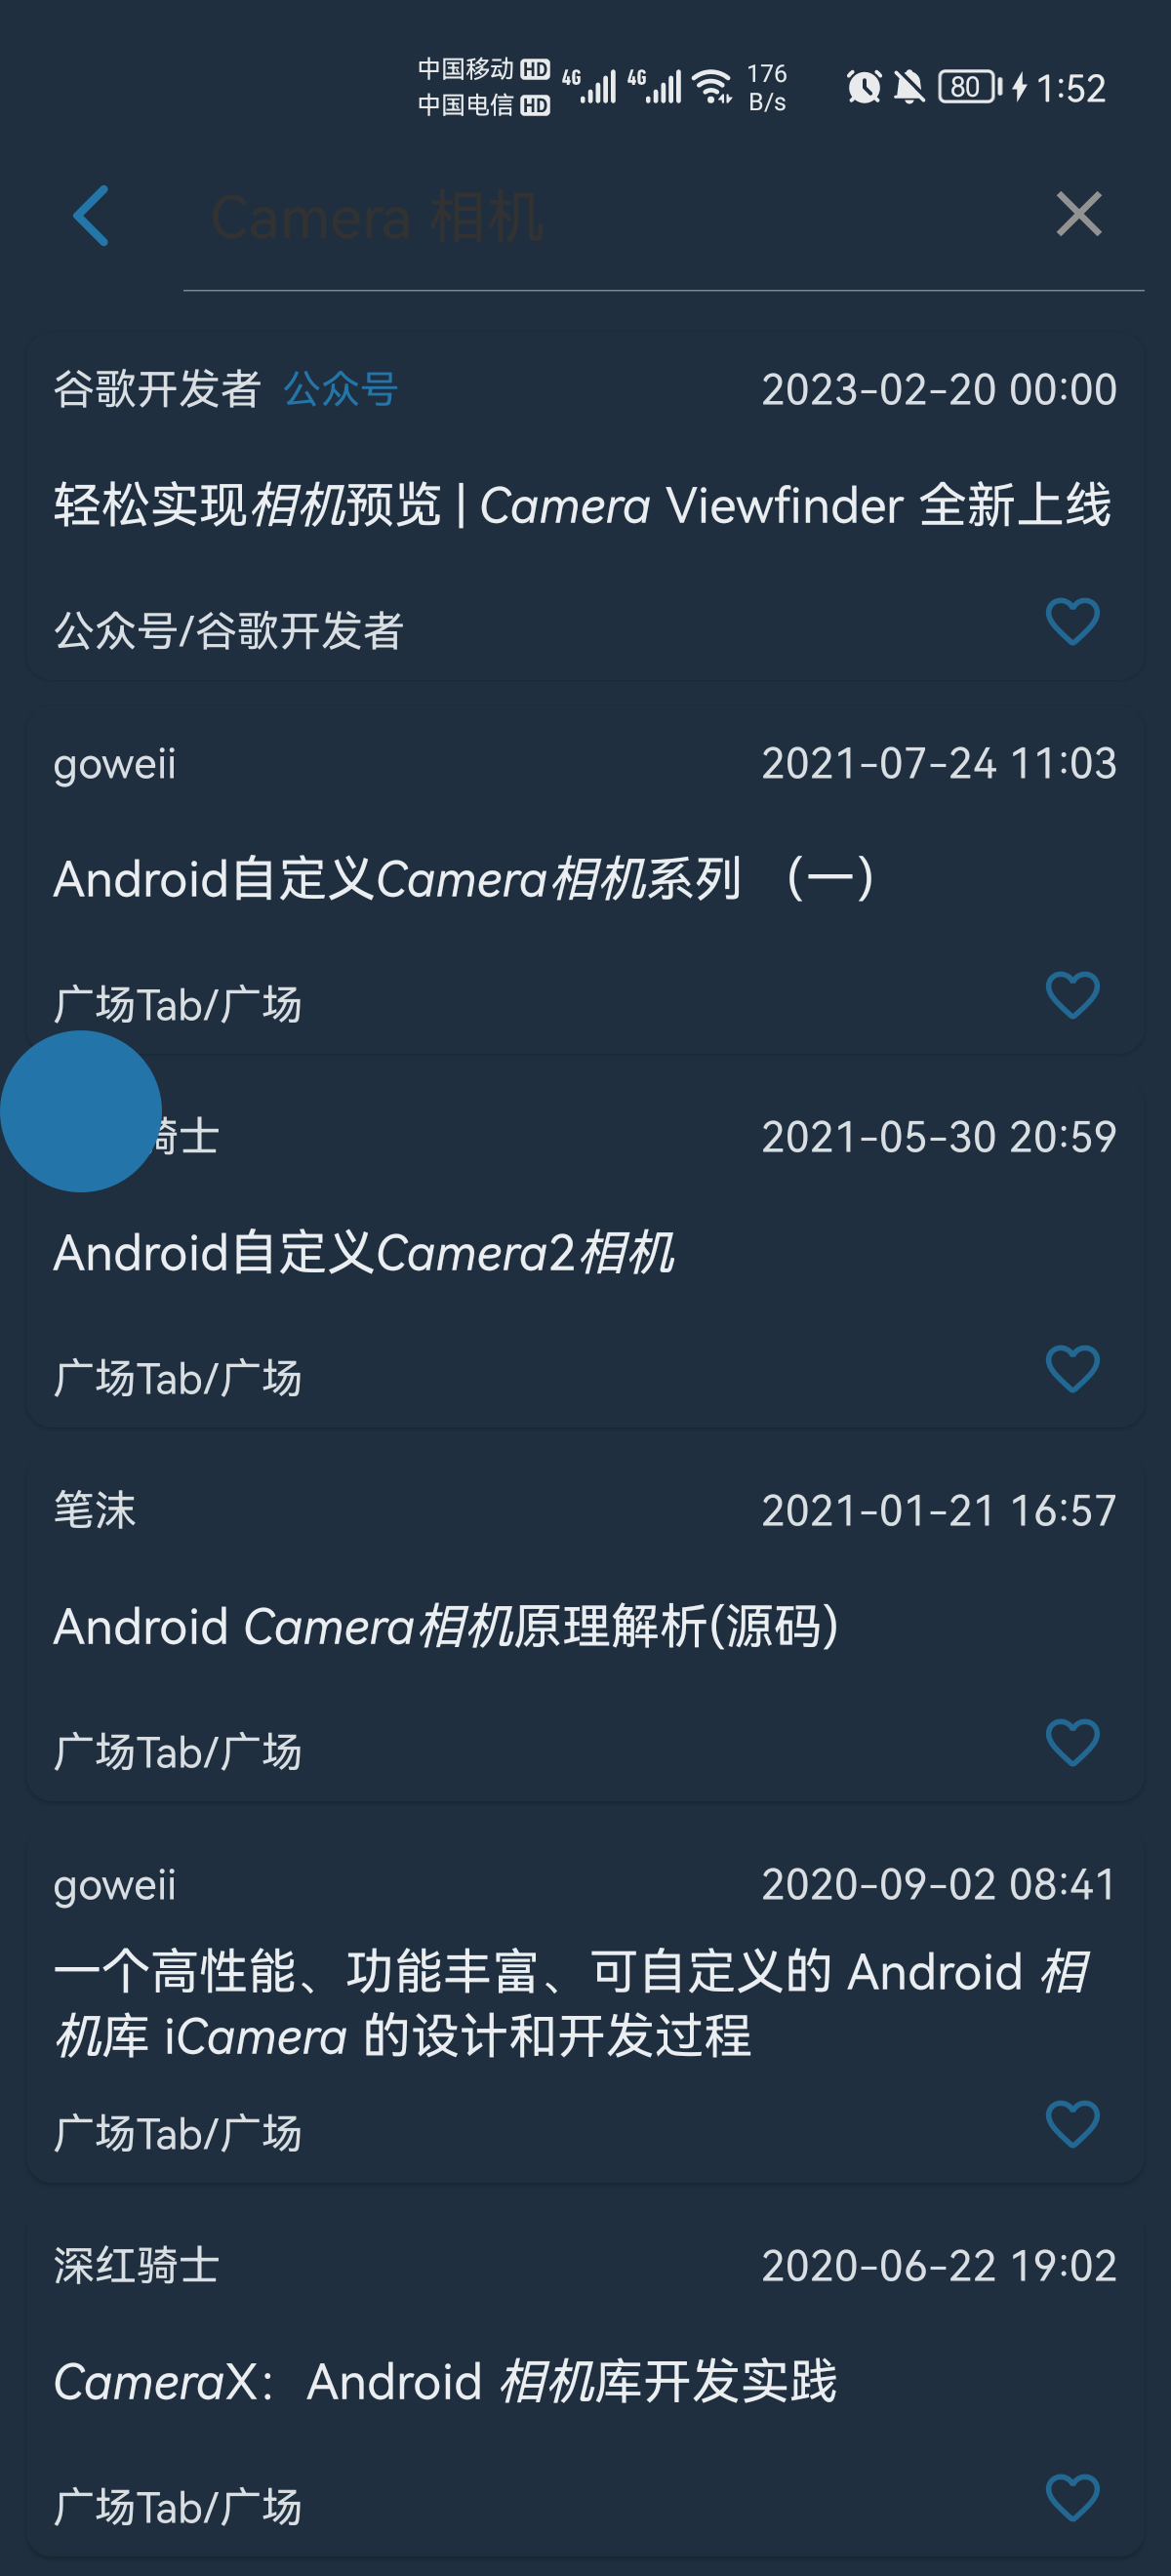 中国移动 HD 4G 4G 176 80 1:52
中国电信 HD B/s
Camera 相机
谷歌开发者 公众号 2023-02-20 00:00
轻松实现相机预览 | Camera Viewfinder 全新上线
公众号/谷歌开发者
goweii 2021-07-24 11:03
Android自定义Camera相机系列 （一）
广场Tab/广场
骑士 2021-05-30 20:59
Android自定义Camera2相机
广场Tab/广场
笔沫 2021-01-21 16:57
Android Camera相机原理解析(源码)
广场Tab/广场
goweii 2020-09-02 08:41
一个高性能、功能丰富、可自定义的 Android 相
机库 iCamera 的设计和开发过程
广场Tab/广场
深红骑士 2020-06-22 19:02
CameraX：Android 相机库开发实践
广场Tab/广场